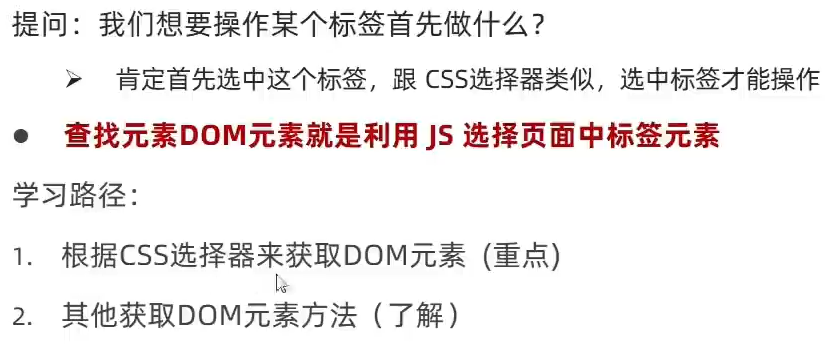 提问：我们想要操作某个标签首先做什么？
➢ 肯定首先选中这个标签，跟 CSS选择器类似，选中标签才能操作
● 查找元素DOM元素就是利用 JS 选择页面中标签元素
学习路径：
1. 根据CSS选择器来获取DOM元素 (重点)
2. 其他获取DOM元素方法（了解）